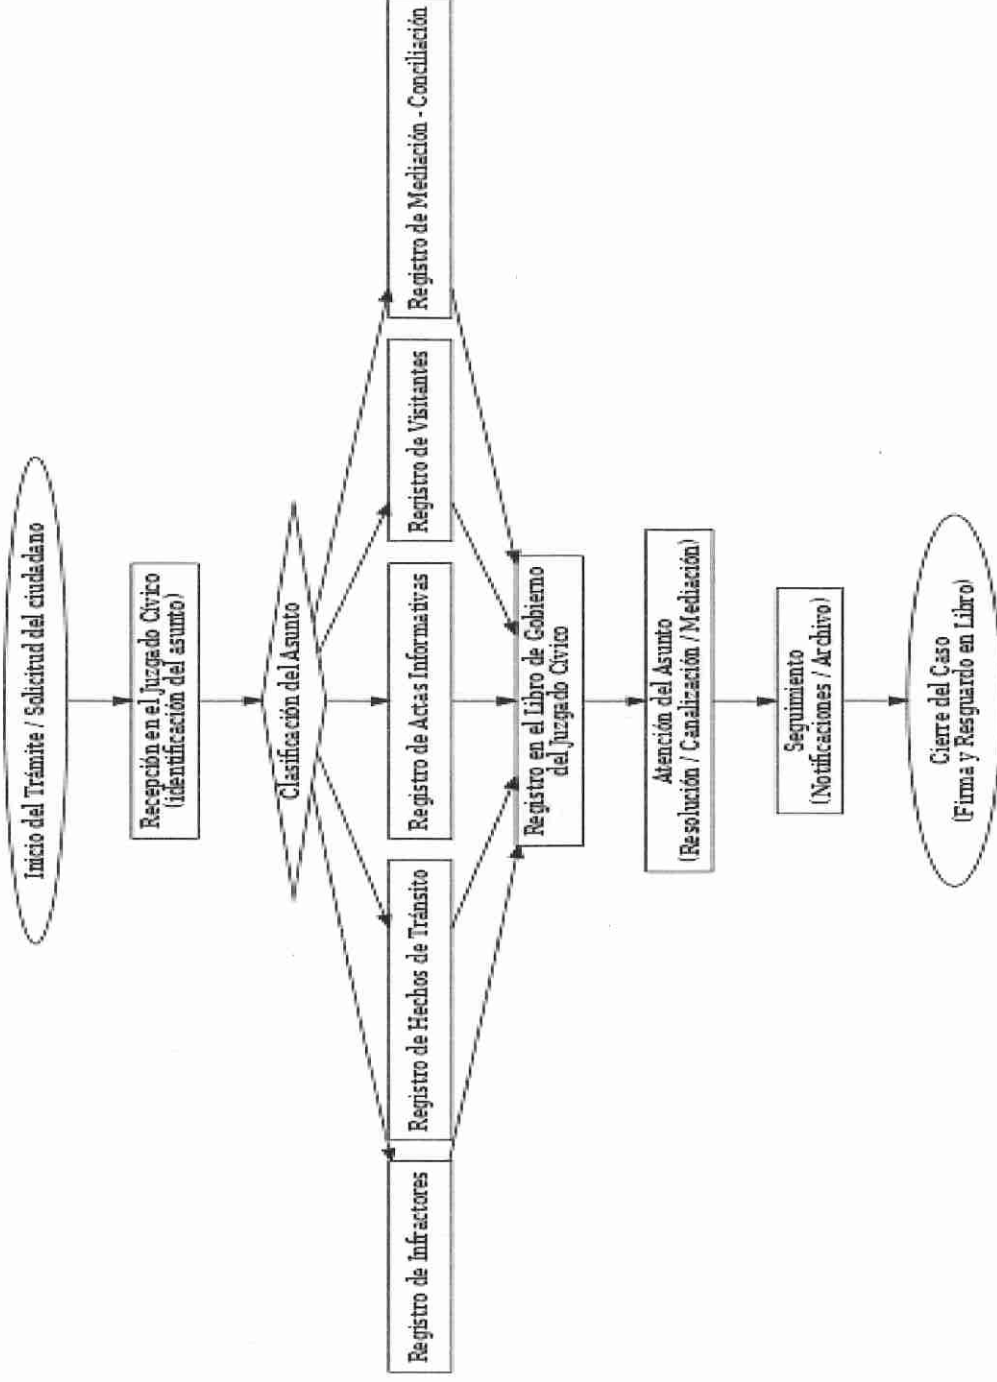 Inicio del Trámite / Solicitud del ciudadano
Recepción en el Juzgado Cívico
(identificación del asunto)
Clasificación del Asunto
Registro de Infractores
Registro de Hechos de Tránsito
Registro de Actas Informativas
Registro de Visitantes
Registro de Mediación - Conciliación
Registro en el Libro de Gobierno
del Juzgado Cívico
Atención del Asunto
(Resolución / Canalización / Mediación)
Seguimiento
(Notificaciones / Archivo)
Cierre del Caso
(Firma y Resguardo en Libro)